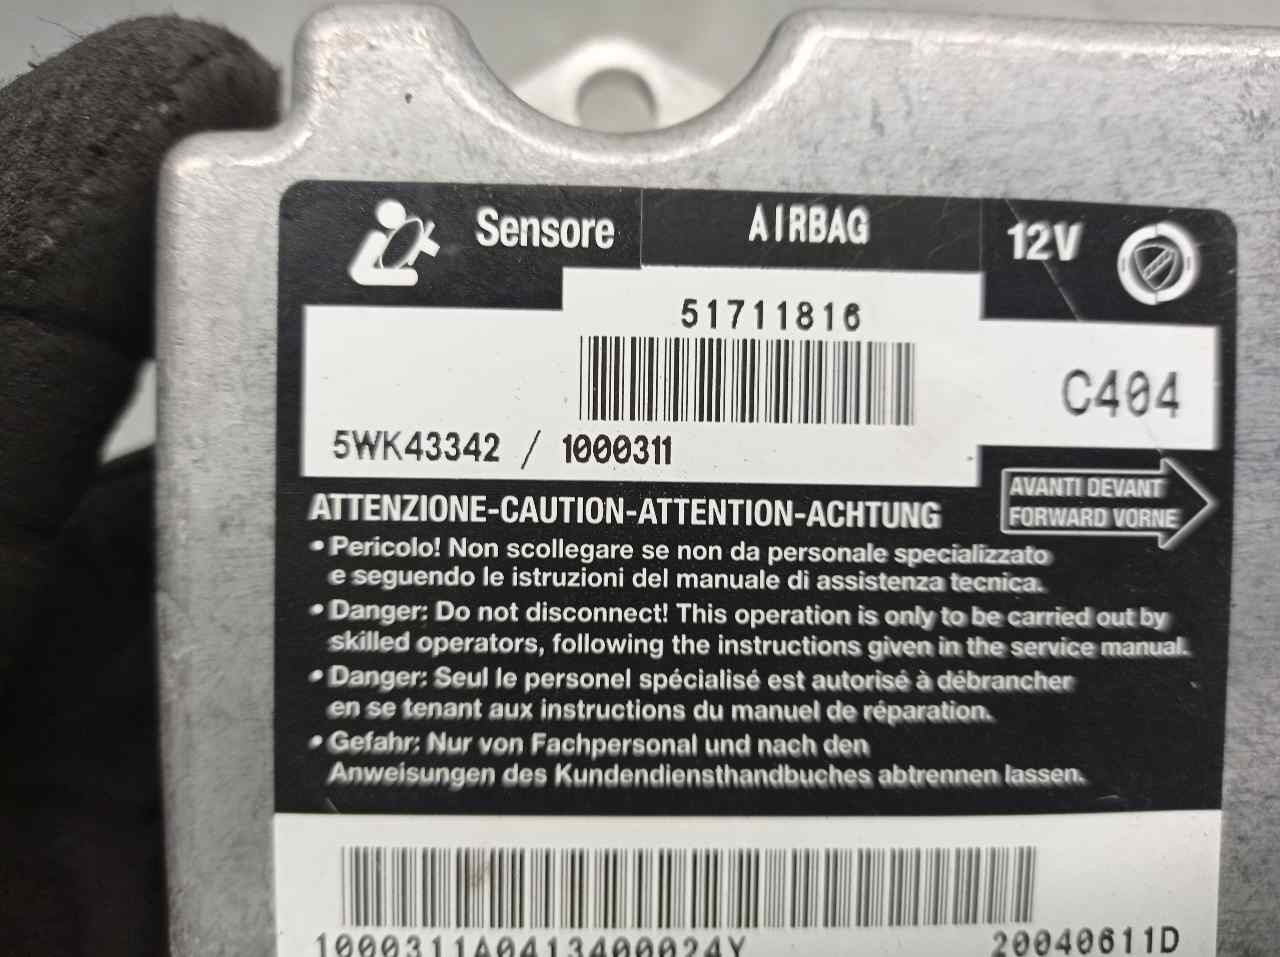 Sensore AIRBAG 12V
51711816
C404
5WK43342 / 1000311
ATTENZIONE-CAUTION-ATTENTION-ACHTUNG
AVANTI DEVANT
FORWARD VORNE
• Pericolo! Non scollegare se non da personale specializzato
e seguendo le istruzioni del manuale di assistenza tecnica.
• Danger: Do not disconnect! This operation is only to be carried out by
skilled operators, following the instructions given in the service manual.
• Danger: Seul le personel spécialisé est autorisé à débrancher
en se tenant aux instructions du manuel de réparation.
• Gefahr: Nur von Fachpersonal und nach den
Anweisungen des Kundendiensthandbuches abtrennen lassen.
1000311A0413400024Y 20040611D